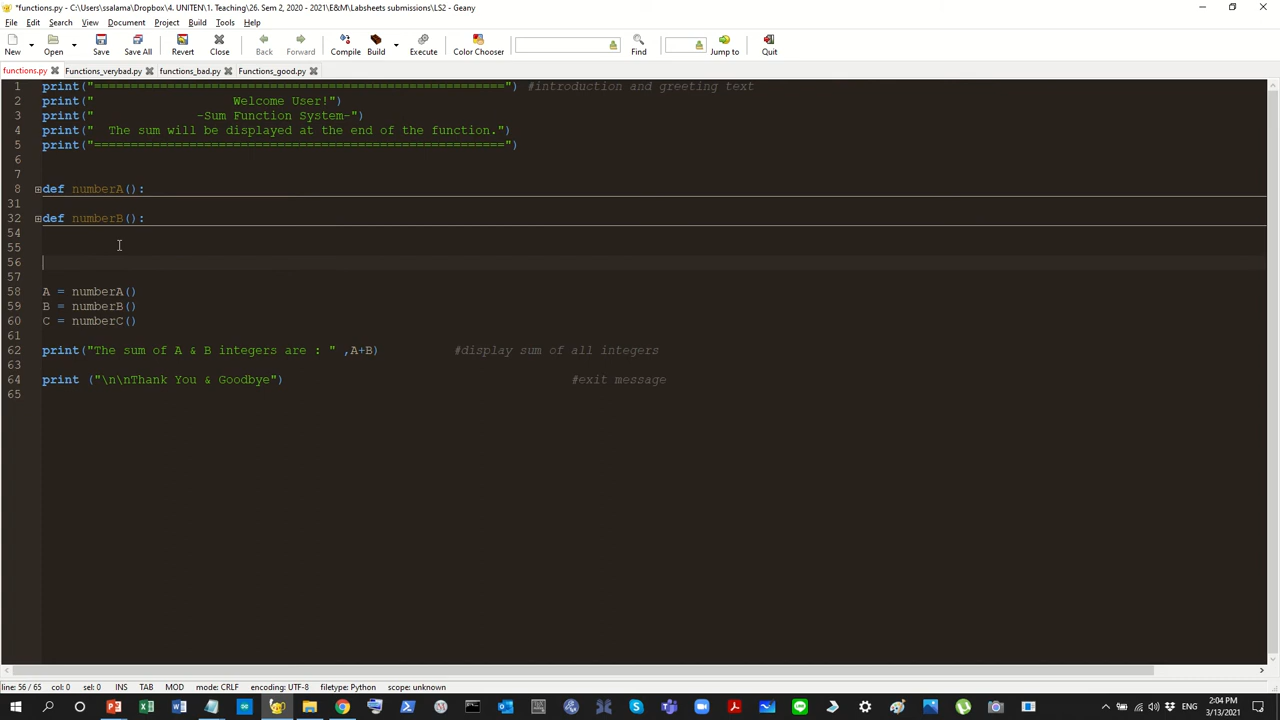 *functions.py - C:\Users\ssalama\Dropbox\4. UNITEN\1. Teaching\26. Sem 2, 2020 - 2021\E&M\Labsheets submissions\LS2 - Geany
File Edit Search View Document Project Build Tools Help
New Open Save Save All Revert Close Back Forward Compile Build Execute Color Chooser Find Jump to Quit
functions.py Functions_verybad.py Functions_bad.py Functions_good.py
1 print("========================================================") #introduction and greeting text
2 print("                   Welcome User!")
3 print("              -Sum Function System-")
4 print("  The sum will be displayed at the end of the function.")
5 print("========================================================")
6
7
8 def numberA():
31
32 def numberB():
54
55
56
57
58 A = numberA()
59 B = numberB()
60 C = numberC()
61
62 print("The sum of A & B integers are : " ,A+B) #display sum of all integers
63
64 print ("\n\nThank You & Goodbye") #exit message
65
line: 56 / 65 col: 0 sel: 0 INS TAB MOD mode: CRLF encoding: UTF-8 filetype: Python scope: unknown
ENG 2:04 PM
3/13/2021